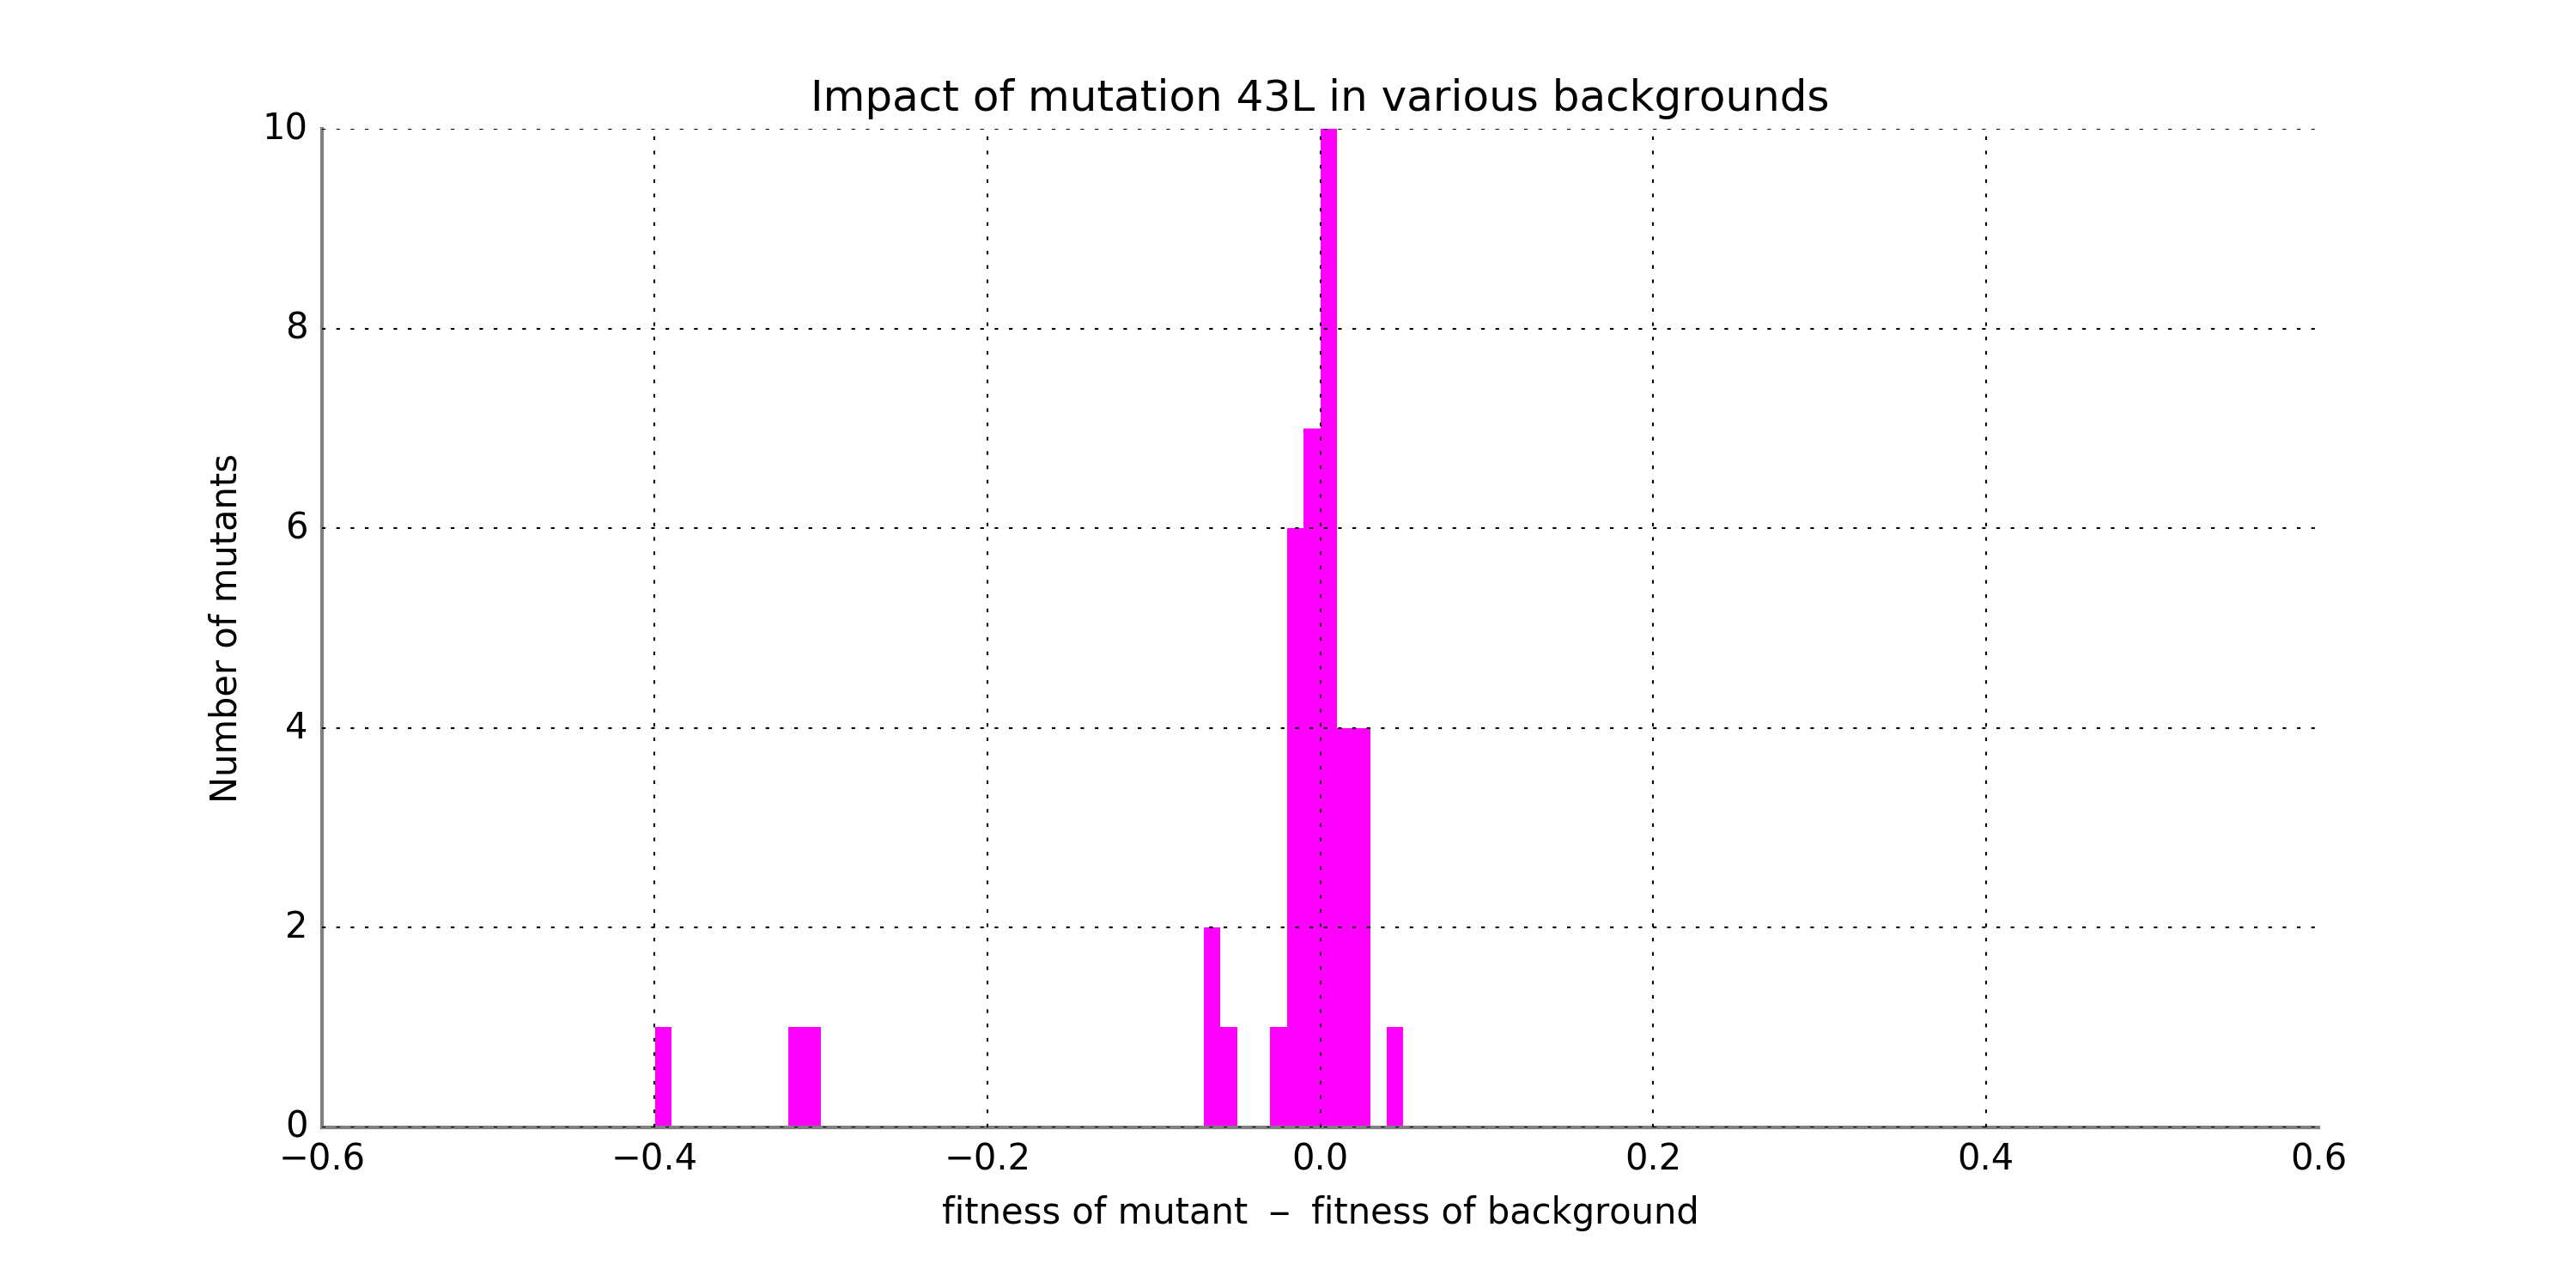 Impact of mutation 43L in various backgrounds
10
8
6
4
2
0
Number of mutants
−0.6 −0.4 −0.2 0.0 0.2 0.4 0.6
fitness of mutant − fitness of background